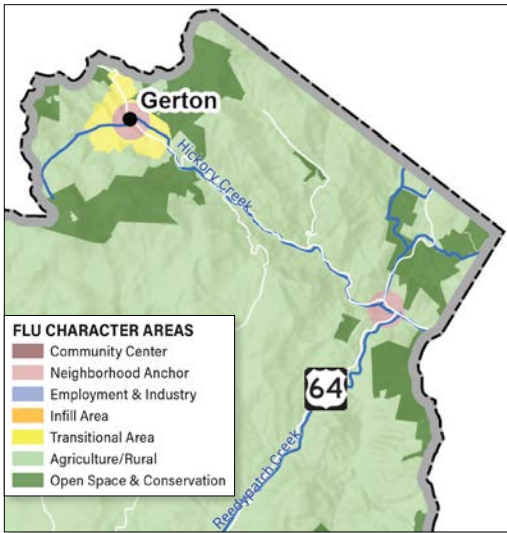 Gerton
Hickory Creek
FLU CHARACTER AREAS
Community Center
Neighborhood Anchor
Employment & Industry
Infill Area
Transitional Area
Agriculture/Rural
Open Space & Conservation
64
Reedypatch Creek